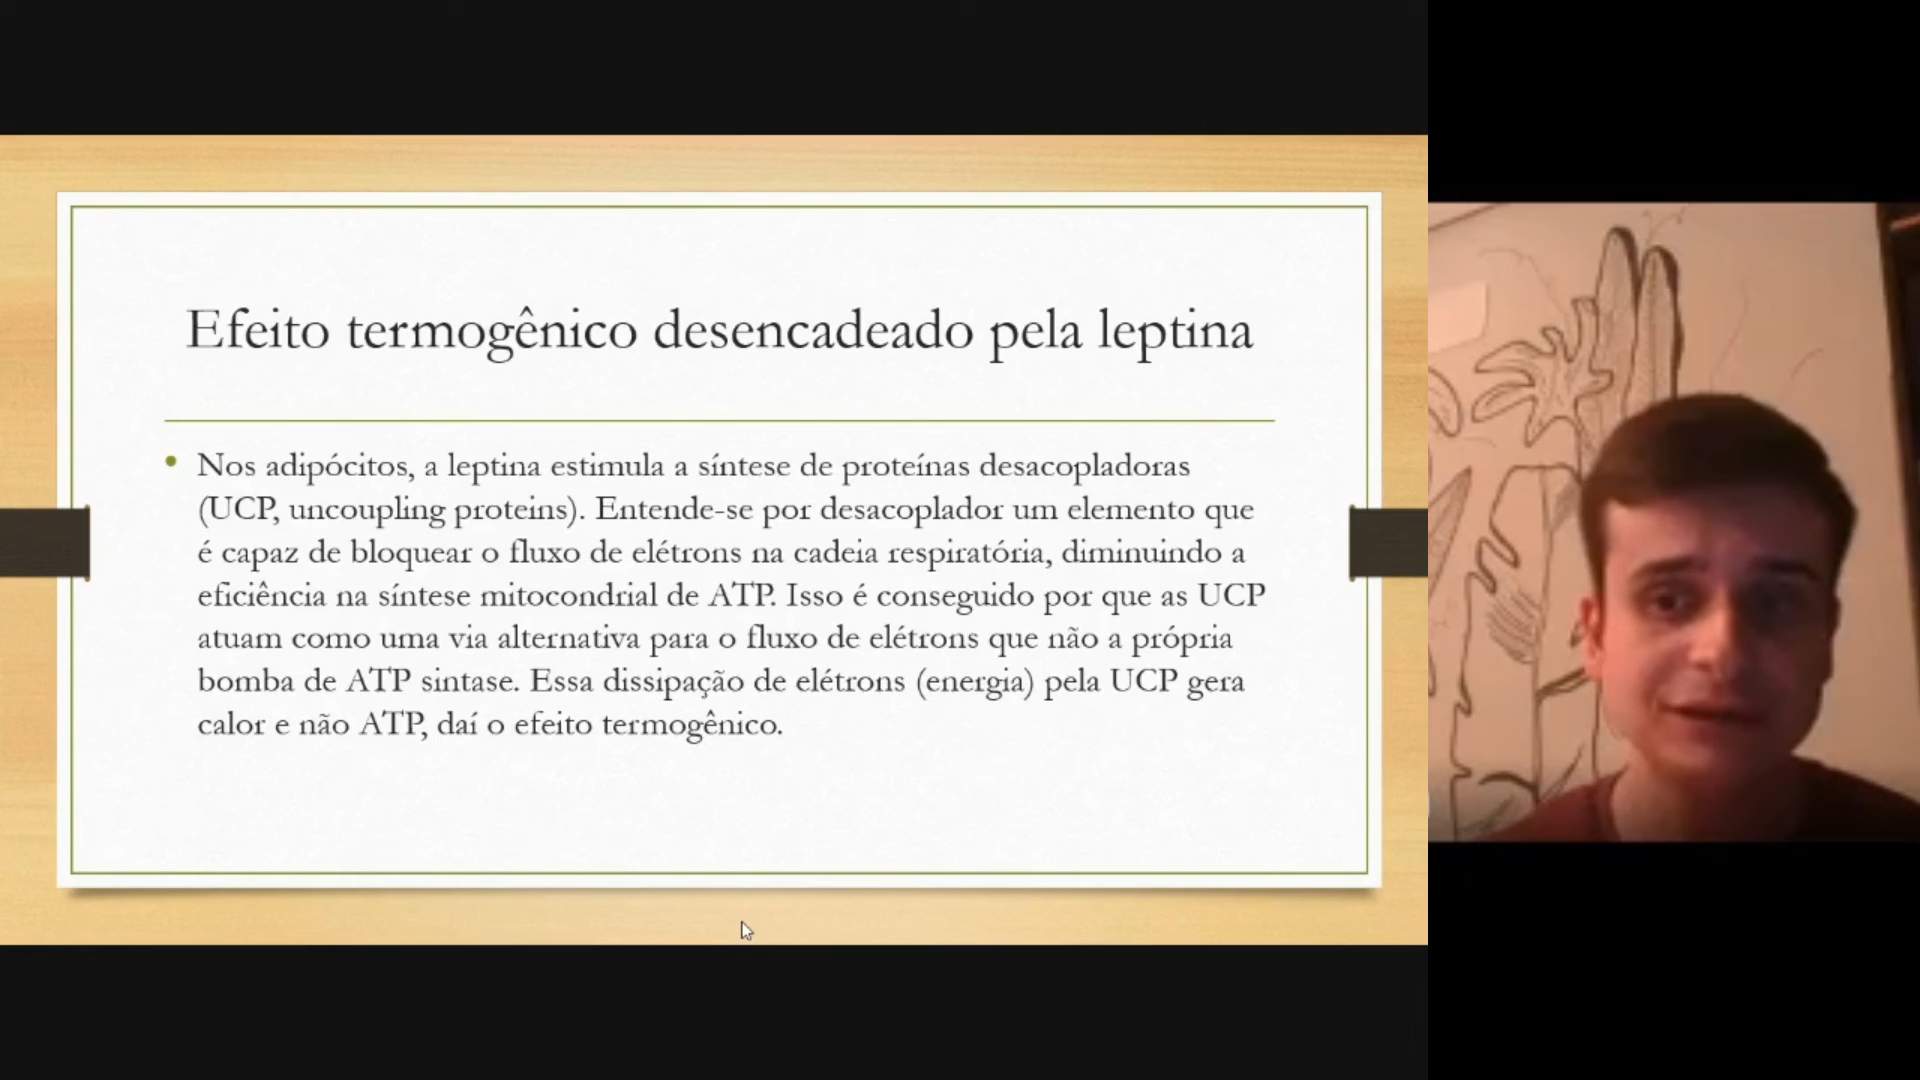 Efeito termogênico desencadeado pela leptina
• Nos adipócitos, a leptina estimula a síntese de proteínas desacopladoras
(UCP, uncoupling proteins). Entende-se por desacoplador um elemento que
é capaz de bloquear o fluxo de elétrons na cadeia respiratória, diminuindo a
eficiência na síntese mitocondrial de ATP. Isso é conseguido por que as UCP
atuam como uma via alternativa para o fluxo de elétrons que não a própria
bomba de ATP sintase. Essa dissipação de elétrons (energia) pela UCP gera
calor e não ATP, daí o efeito termogênico.